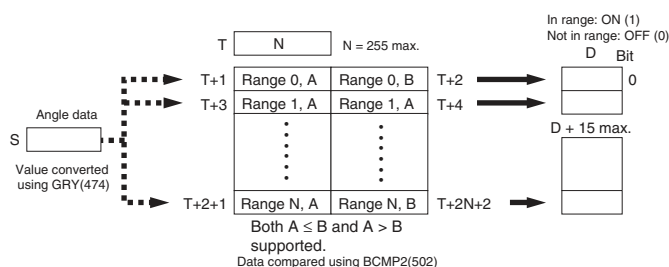 In range: ON (1)
Not in range: OFF (0)
T N N = 255 max.
D Bit
T+1 Range 0, A Range 0, B T+2 0
T+3 Range 1, A Range 1, A T+4
Angle data
S
D + 15 max.
Value converted
using GRY(474)
T+2+1 Range N, A Range N, B T+2N+2
Both A ≤ B and A > B
supported.
Data compared using BCMP2(502)